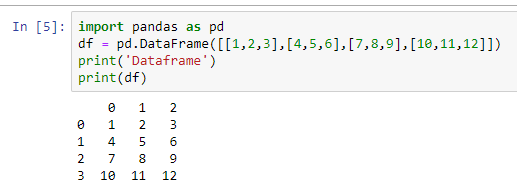 In [5]: import pandas as pd
df = pd.DataFrame([[1,2,3],[4,5,6],[7,8,9],[10,11,12]])
print('Dataframe')
print(df)
0 1 2
0 1 2 3
1 4 5 6
2 7 8 9
3 10 11 12